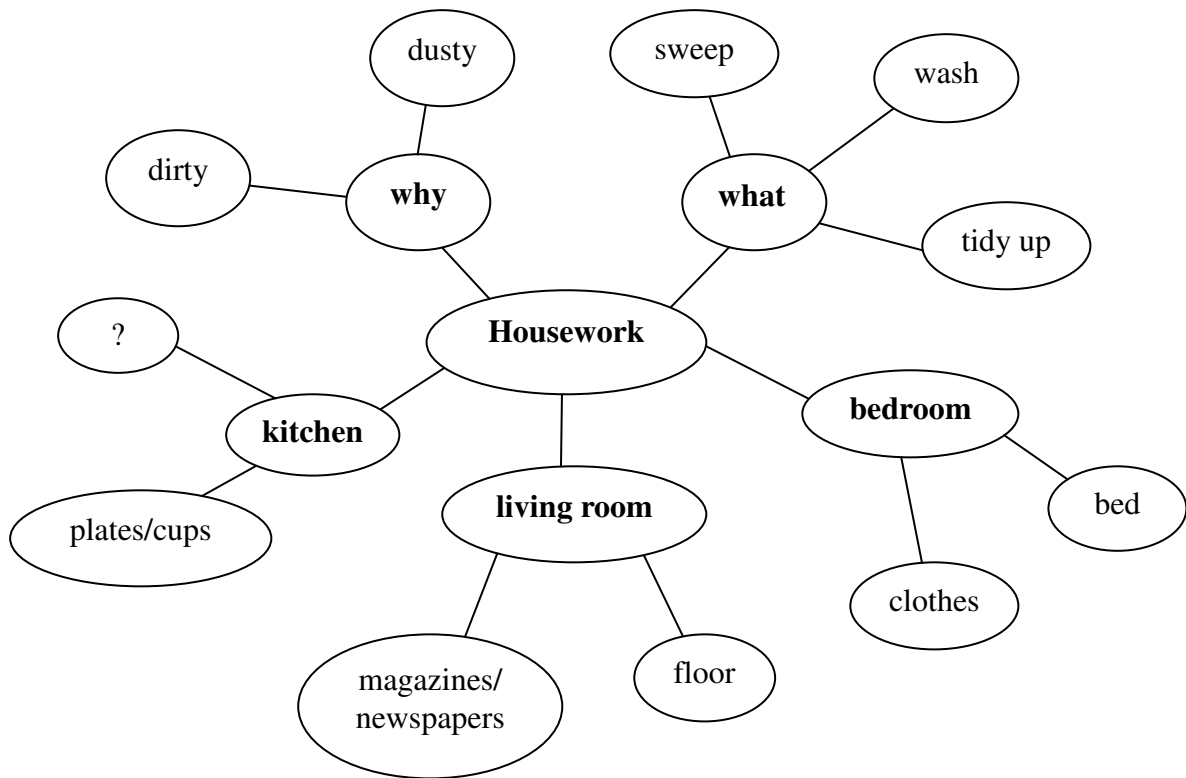 dusty
sweep
wash
dirty
why
what
tidy up
?
Housework
kitchen
bedroom
living room
bed
plates/cups
clothes
magazines/
newspapers
floor